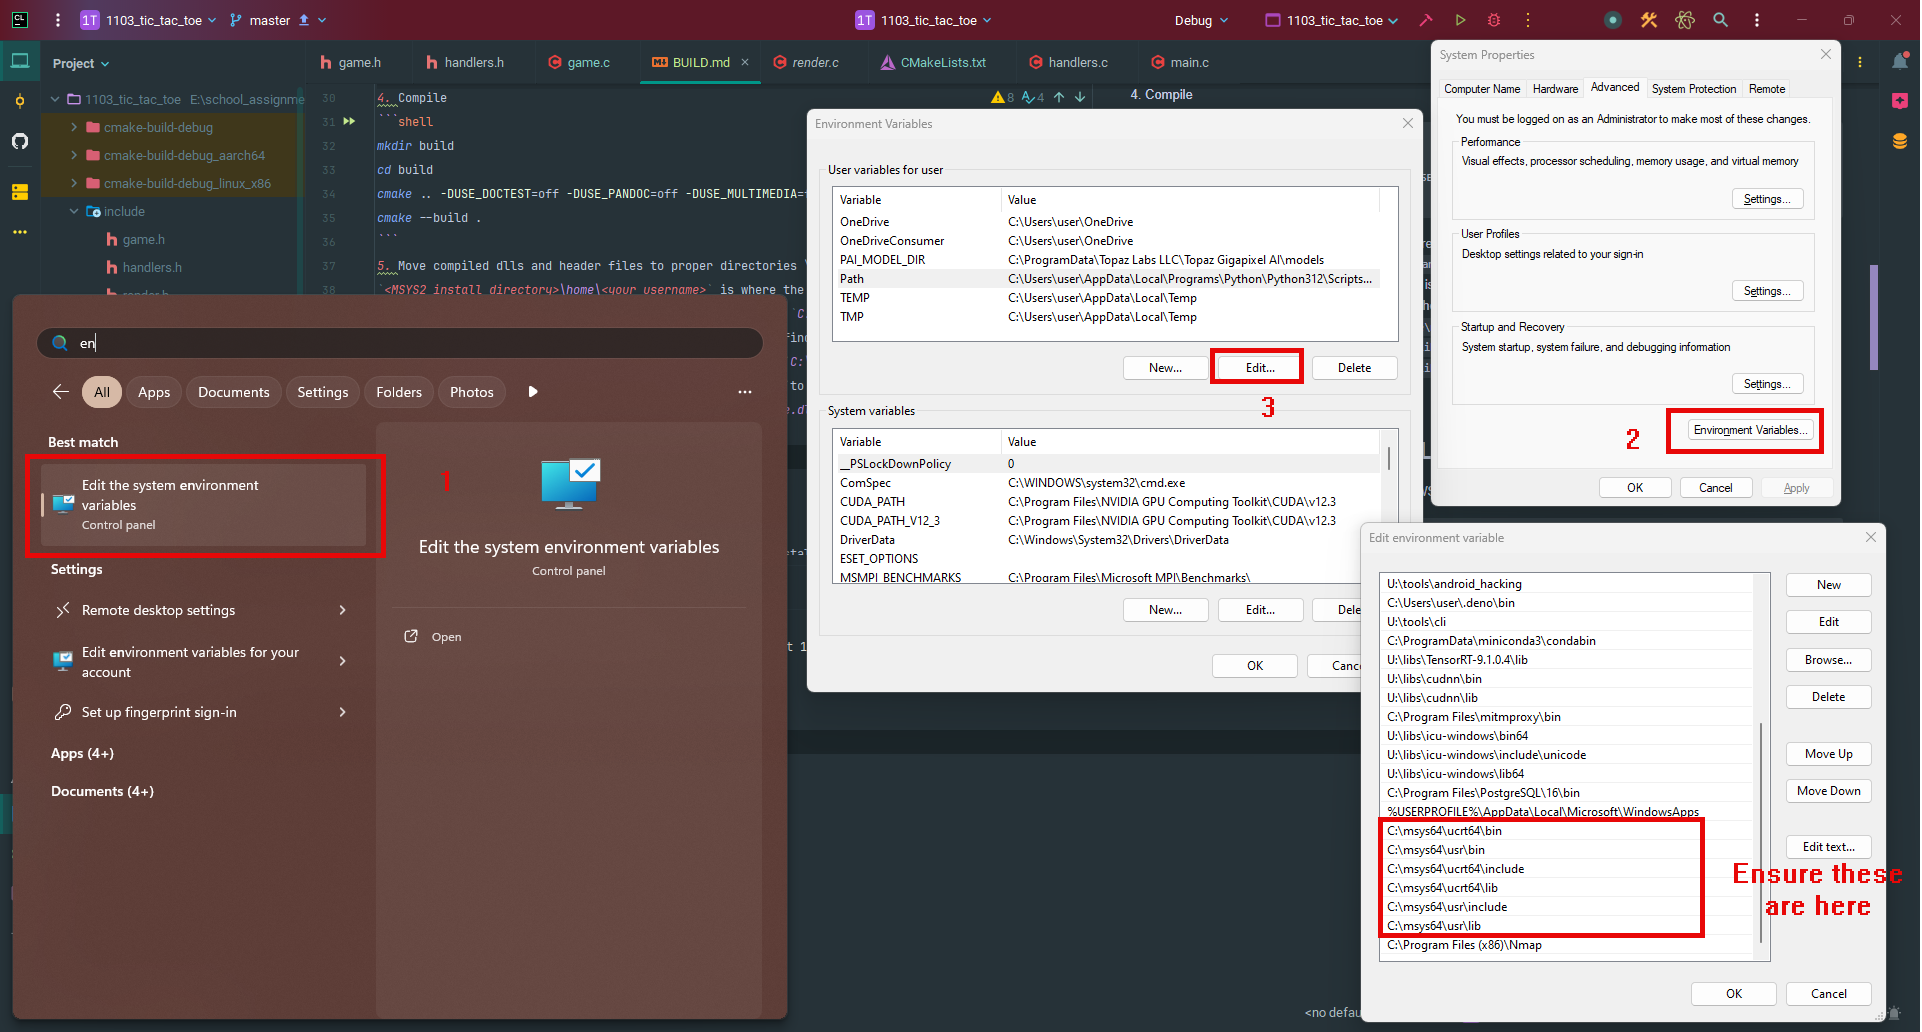 1T 1103_tic_tac_toe
master
1T 1103_tic_tac_toe
Debug
1103_tic_tac_toe
Project
game.h
handlers.h
game.c
BUILD.md
render.c
CMakeLists.txt
handlers.c
main.c
1103_tic_tac_toe E:\school_assignme
cmake-build-debug
cmake-build-debug_aarch64
cmake-build-debug_linux_x86
include
game.h
handlers.h
render.h
8 4
30 4. Compile
31 ```shell
32 mkdir build
33 cd build
34 cmake .. -DUSE_DOCTEST=off -DUSE_PANDOC=off -DUSE_MULTIMEDIA=
35 cmake --build .
36 ```
37 5. Move compiled dlls and header files to proper directories \
38 `<MSYS2 install directory>\home\<your username>` is where the
4. Compile
en
All
Apps
Documents
Settings
Folders
Photos
Best match
Edit the system environment
variables
Control panel
1
Edit the system environment variables
Control panel
Open
Settings
Remote desktop settings
Edit environment variables for your
account
Set up fingerprint sign-in
Apps (4+)
Documents (4+)
Environment Variables
User variables for user
Variable Value
OneDrive C:\Users\user\OneDrive
OneDriveConsumer C:\Users\user\OneDrive
PAI_MODEL_DIR C:\ProgramData\Topaz Labs LLC\Topaz Gigapixel AI\models
Path C:\Users\user\AppData\Local\Programs\Python\Python312\Scripts...
TEMP C:\Users\user\AppData\Local\Temp
TMP C:\Users\user\AppData\Local\Temp
New... Edit... Delete
3
System variables
Variable Value
__PSLockDownPolicy 0
ComSpec C:\WINDOWS\system32\cmd.exe
CUDA_PATH C:\Program Files\NVIDIA GPU Computing Toolkit\CUDA\v12.3
CUDA_PATH_V12_3 C:\Program Files\NVIDIA GPU Computing Toolkit\CUDA\v12.3
DriverData C:\Windows\System32\Drivers\DriverData
ESET_OPTIONS
MSMPI_BENCHMARKS C:\Program Files\Microsoft MPI\Benchmarks\
New... Edit... Dele
OK Canc
System Properties
Computer Name Hardware Advanced System Protection Remote
You must be logged on as an Administrator to make most of these changes.
Performance
Visual effects, processor scheduling, memory usage, and virtual memory
Settings...
User Profiles
Desktop settings related to your sign-in
Settings...
Startup and Recovery
System startup, system failure, and debugging information
Settings...
2
Environment Variables...
OK Cancel Apply
Edit environment variable
U:\tools\android_hacking
C:\Users\user\.deno\bin
U:\tools\cli
C:\ProgramData\miniconda3\condabin
U:\libs\TensorRT-9.1.0.4\lib
U:\libs\cudnn\bin
U:\libs\cudnn\lib
C:\Program Files\mitmproxy\bin
U:\libs\icu-windows\bin64
U:\libs\icu-windows\include\unicode
U:\libs\icu-windows\lib64
C:\Program Files\PostgreSQL\16\bin
%USERPROFILE%\AppData\Local\Microsoft\WindowsApps
C:\msys64\ucrt64\bin
C:\msys64\usr\bin
C:\msys64\ucrt64\include
C:\msys64\ucrt64\lib
C:\msys64\usr\include
C:\msys64\usr\lib
C:\Program Files (x86)\Nmap
New
Edit
Browse...
Delete
Move Up
Move Down
Edit text...
Ensure these
are here
OK Cancel
<no defau